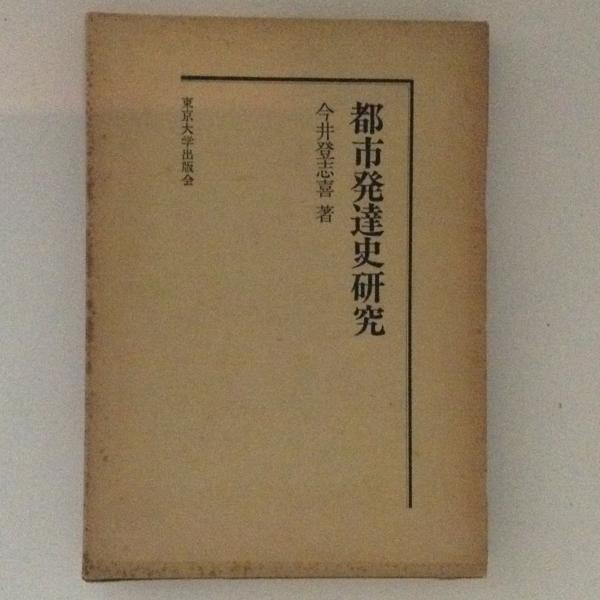 都市発達史研究
今井登志喜 著
東京大学出版会